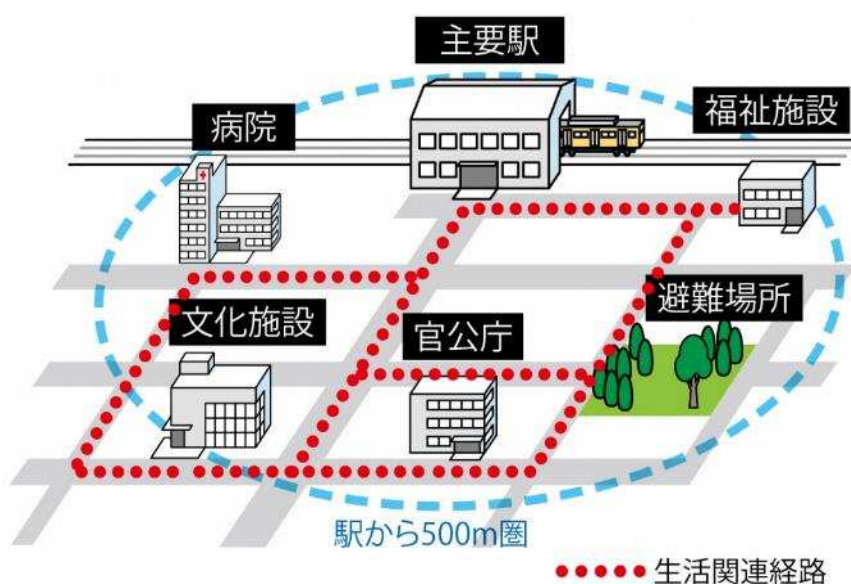 主要駅
病院
福祉施設
文化施設
官公庁
避難場所
駅から500m圏
生活関連経路